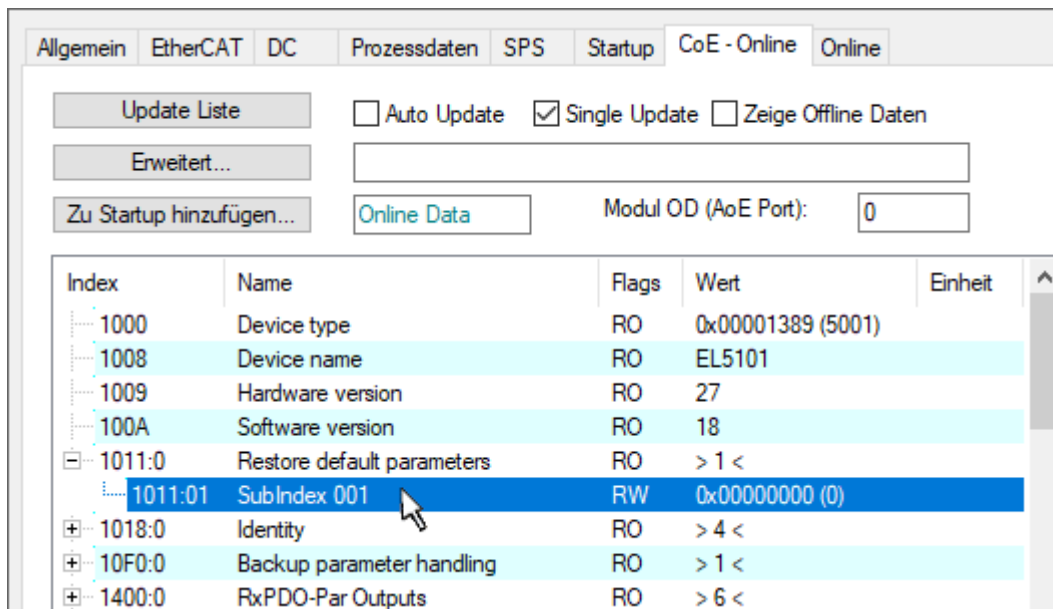 Allgemein EtherCAT DC Prozessdaten SPS Startup CoE - Online Online
Update Liste Auto Update Single Update Zeige Offline Daten
Erweitert...
Zu Startup hinzufügen... Online Data Modul OD (AoE Port): 0
Index Name Flags Wert Einheit
1000 Device type RO 0x00001389 (5001)
1008 Device name RO EL5101
1009 Hardware version RO 27
100A Software version RO 18
1011:0 Restore default parameters RO > 1 <
1011:01 SubIndex 001 RW 0x00000000 (0)
1018:0 Identity RO > 4 <
10F0:0 Backup parameter handling RO > 1 <
1400:0 RxPDO-Par Outputs RO > 6 <